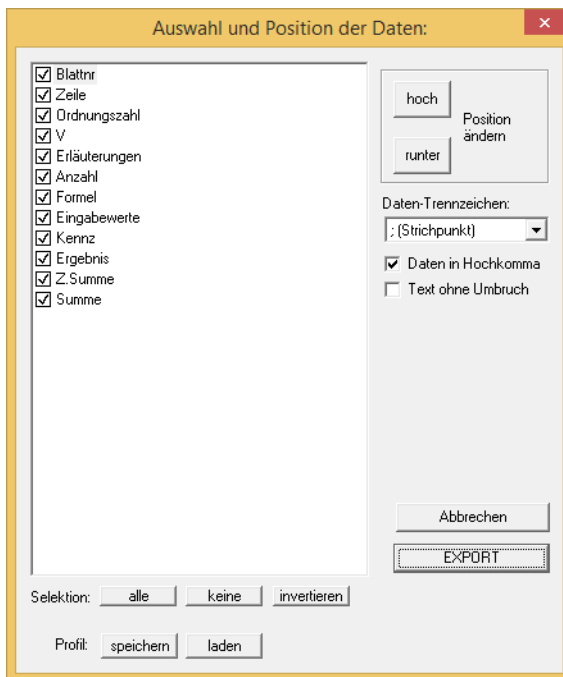 Auswahl und Position der Daten:
x
Blattnr
Zeile
Ordnungszahl
V
Erläuterungen
Anzahl
Formel
Eingabewerte
Kennz
Ergebnis
Z.Summe
Summe
hoch
runter
Position
ändern
Daten-Trennzeichen:
; (Strichpunkt)
Daten in Hochkomma
Text ohne Umbruch
Abbrechen
EXPORT
Selektion: alle keine invertieren
Profil: speichern laden